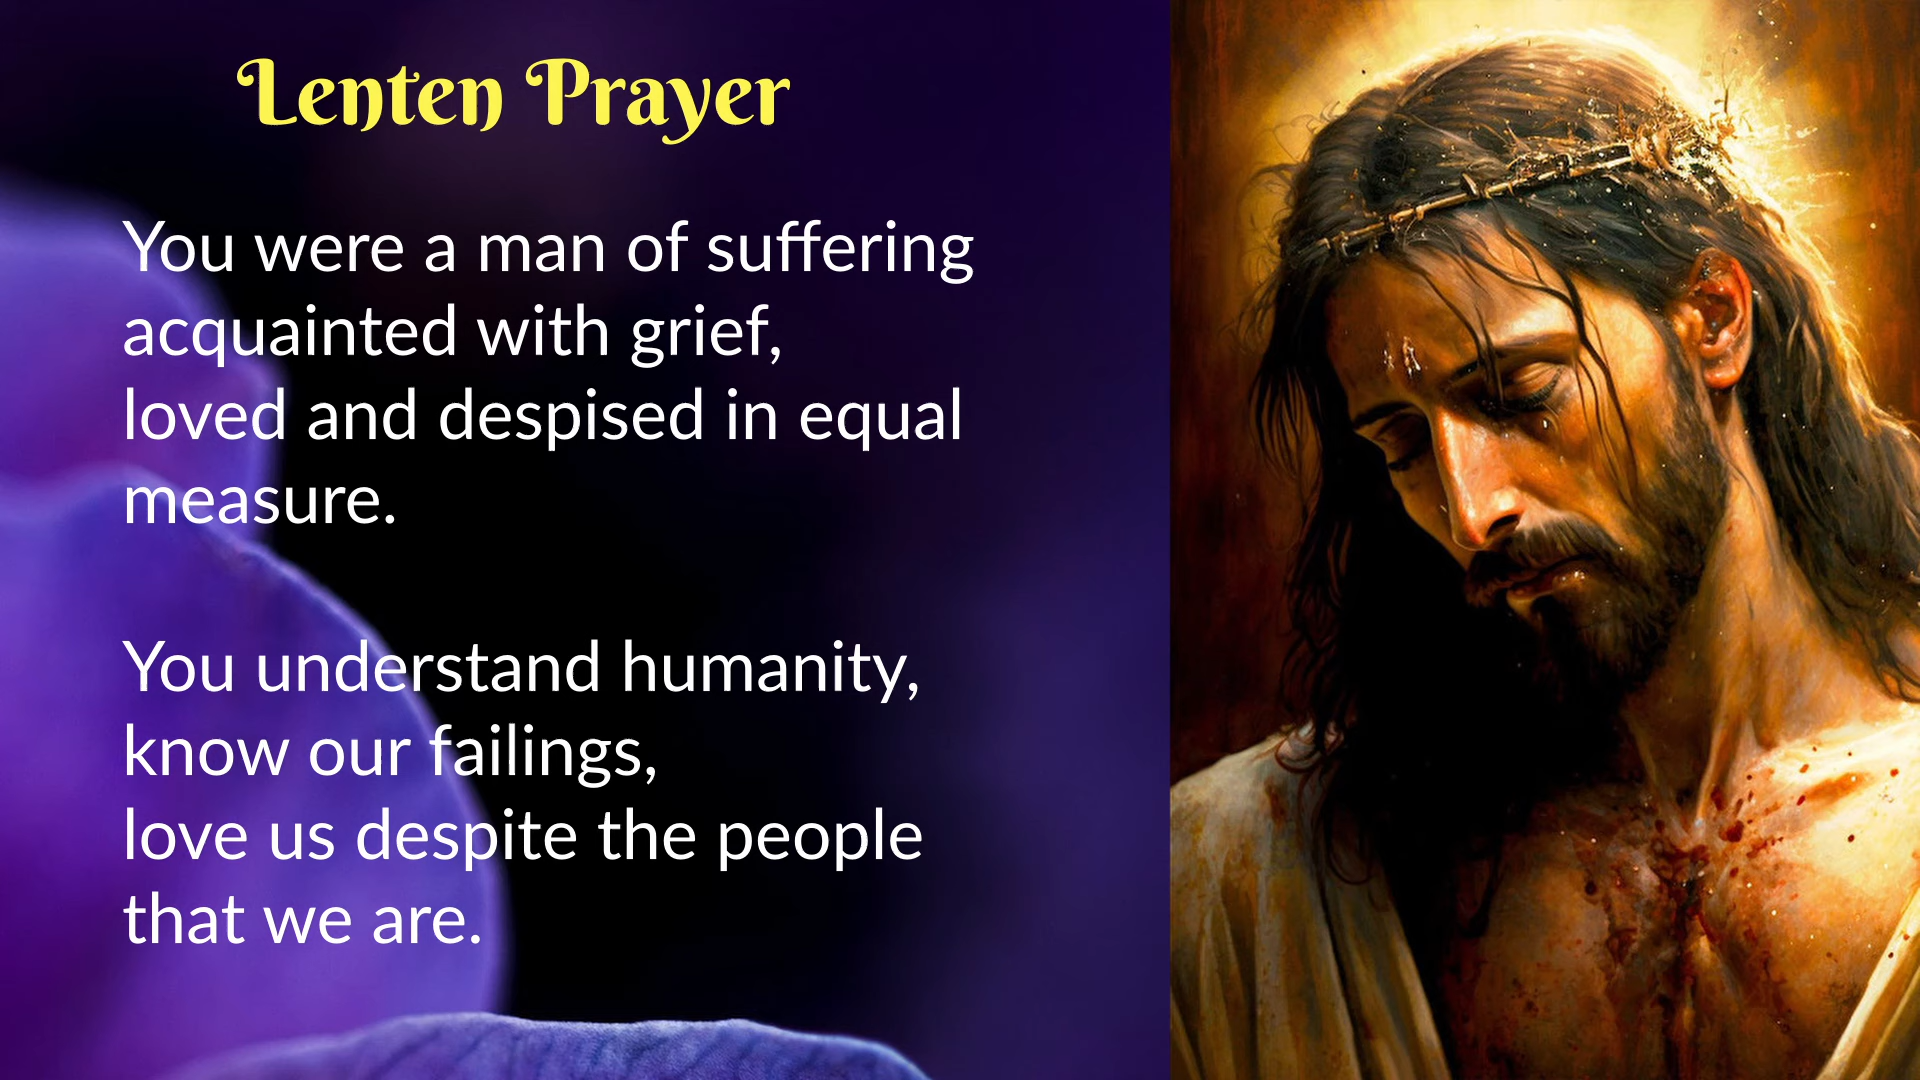 Lenten Prayer
You were a man of suffering
acquainted with grief,
loved and despised in equal
measure.
You understand humanity,
know our failings,
love us despite the people
that we are.